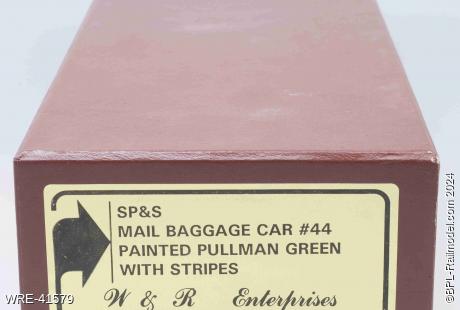 SP&S
MAIL BAGGAGE CAR #44
PAINTED PULLMAN GREEN
WITH STRIPES
W & R Enterprises
WRE-41579
©BPL-Railmodel.com 2024